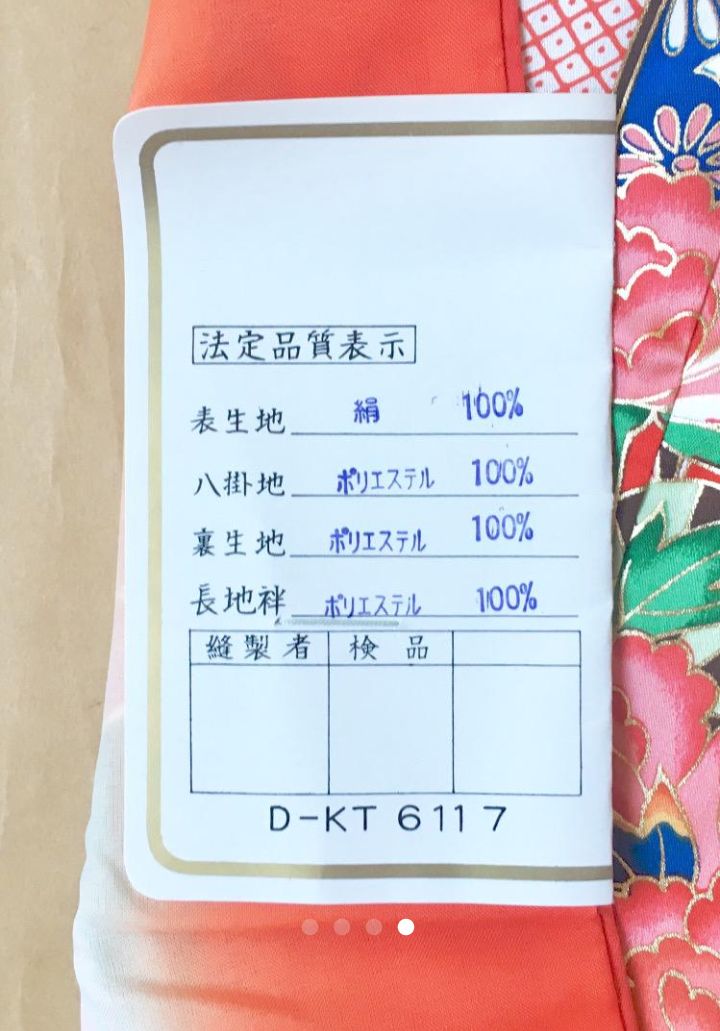 法定品質表示
表生地 絹 100%
八掛地 ポリエステル 100%
裏生地 ポリエステル 100%
長地袢 ポリエステル 100%
縫製者 検品
D-KT 6117